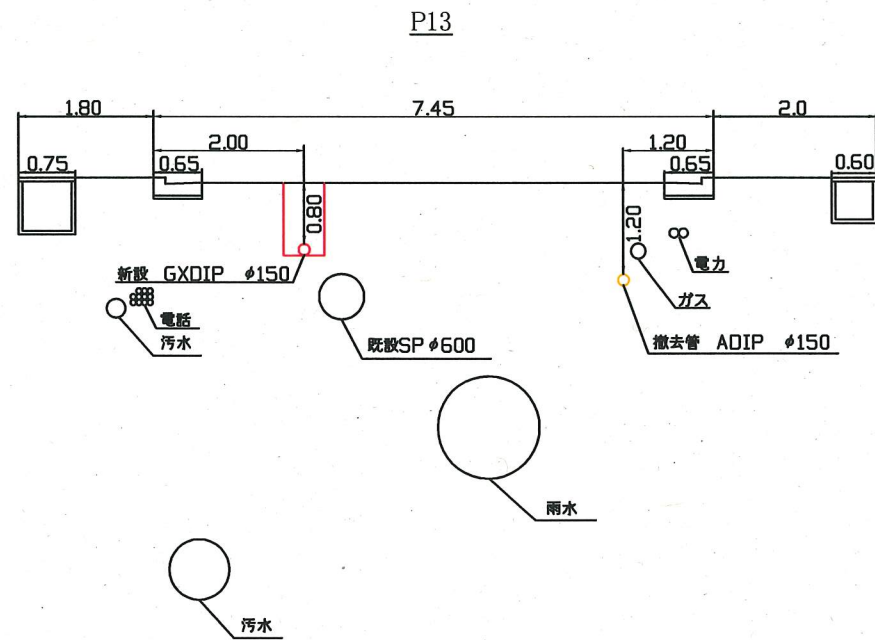 P13
1.80
7.45
2.0
2.00
1.20
0.75
0.65
0.65
0.60
0.80
1.20
新設 GXDIP φ150
電力
ガス
電話
汚水
既設SP φ600
撤去管 ADIP φ150
雨水
汚水